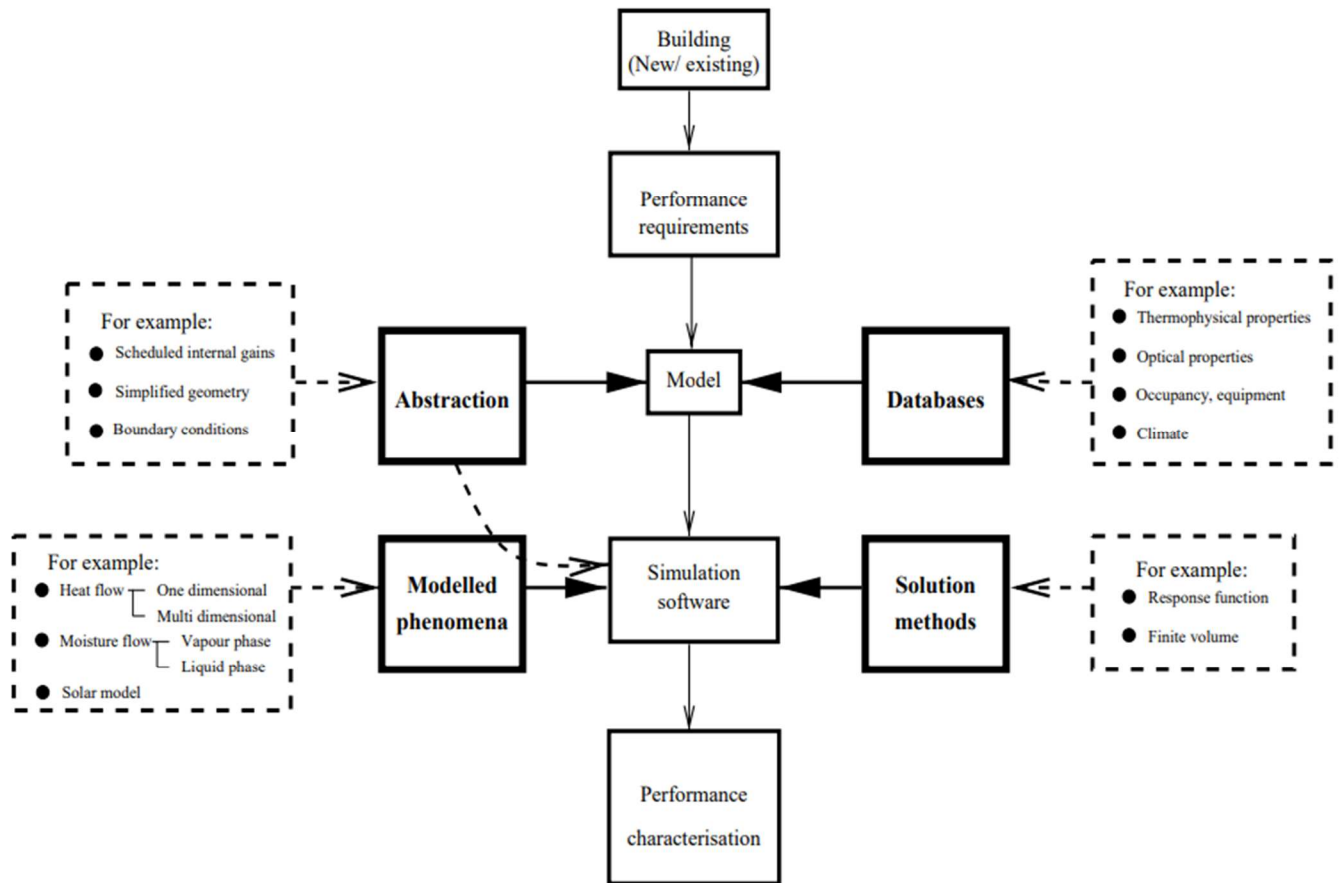 Building
(New/ existing)
Performance
requirements
For example:
Scheduled internal gains
Simplified geometry
Boundary conditions
Abstraction
Model
Databases
For example:
Thermophysical properties
Optical properties
Occupancy, equipment
Climate
For example:
Heat flow One dimensional
Multi dimensional
Moisture flow Vapour phase
Liquid phase
Solar model
Modelled
phenomena
Simulation
software
Solution
methods
For example:
Response function
Finite volume
Performance
characterisation